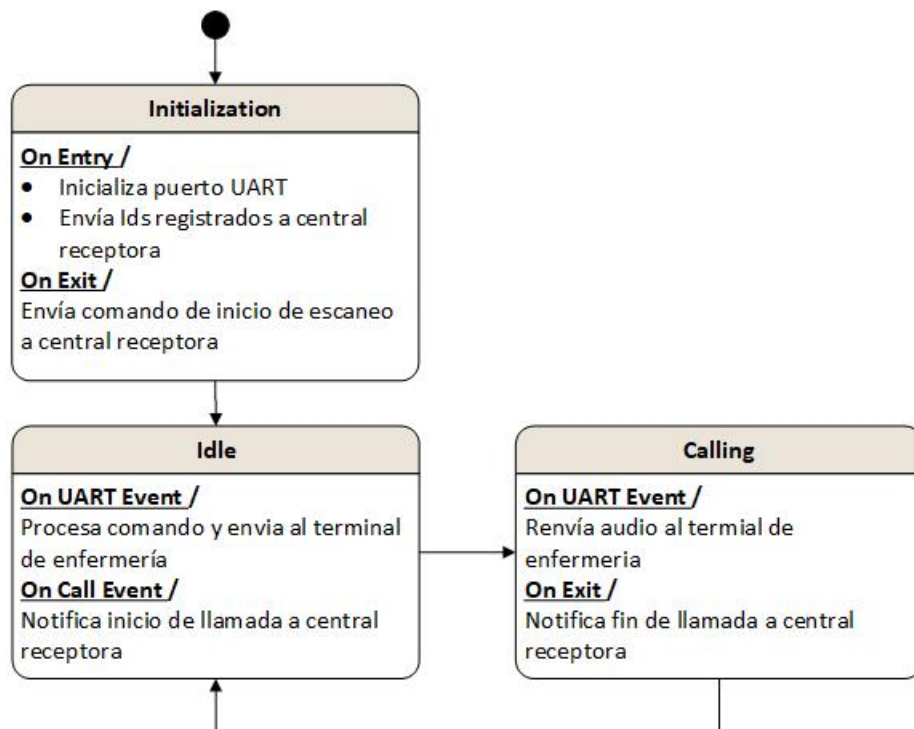 Initialization
On Entry /
• Inicializa puerto UART
• Envía Ids registrados a central
receptora
On Exit /
Envía comando de inicio de escaneo
a central receptora
Idle
On UART Event /
Procesa comando y envia al terminal
de enfermería
On Call Event /
Notifica inicio de llamada a central
receptora
Calling
On UART Event /
Renvía audio al termial de
enfermeria
On Exit /
Notifica fin de llamada a central
receptora